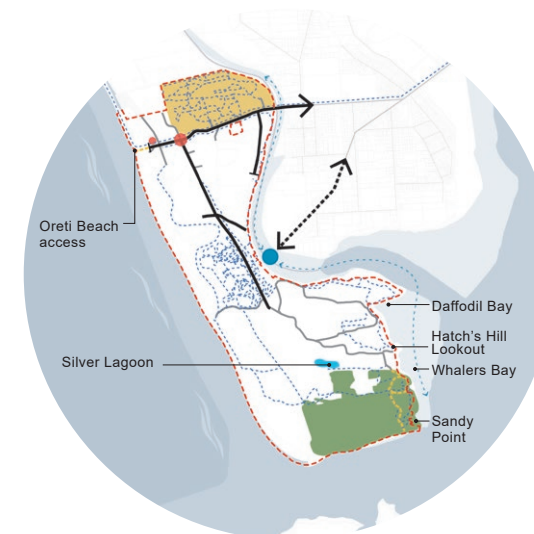 Oreti Beach
access
Daffodil Bay
Hatch's Hill
Lookout
Silver Lagoon
Whalers Bay
Sandy
Point